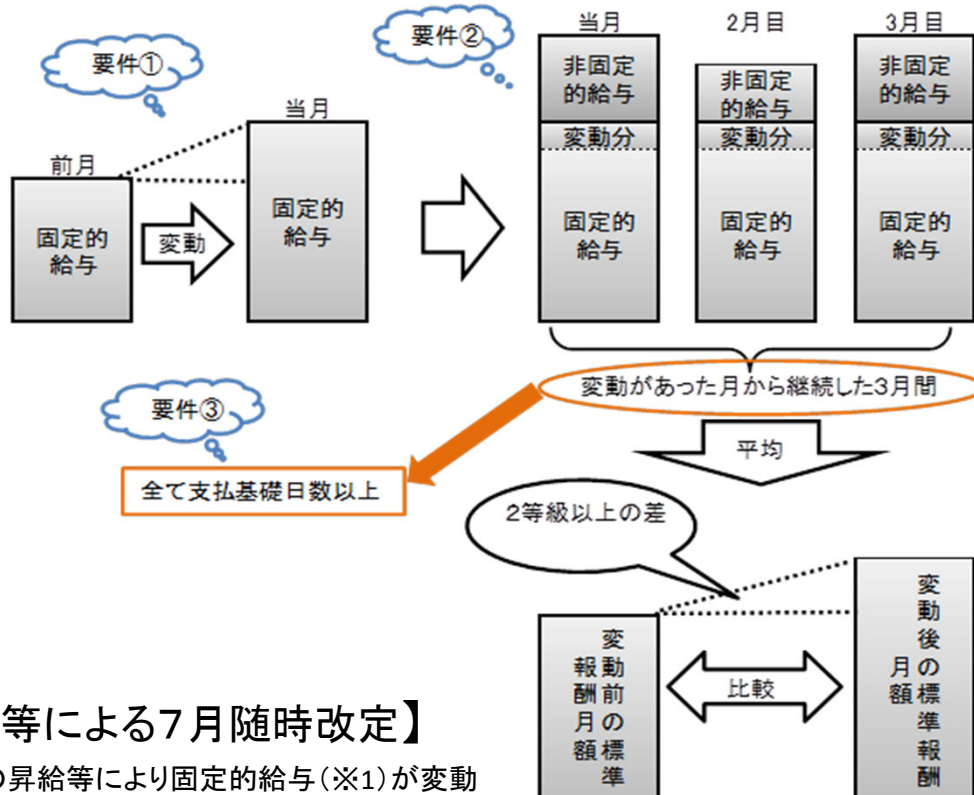 要件①
要件②
前月
当月
固定的
給与
変動
固定的
給与
当月
2月目
3月目
非固定
的給与
変動分
固定的
給与
非固定
的給与
変動分
固定的
給与
非固定
的給与
変動分
固定的
給与
変動があった月から継続した3月間
要件③
全て支払基礎日数以上
平均
2等級以上の差
変動前の標準
報酬月額
比較
変動後の標準報酬
月額
等による7月随時改定】
の昇給等により固定的給与(※1)が変動